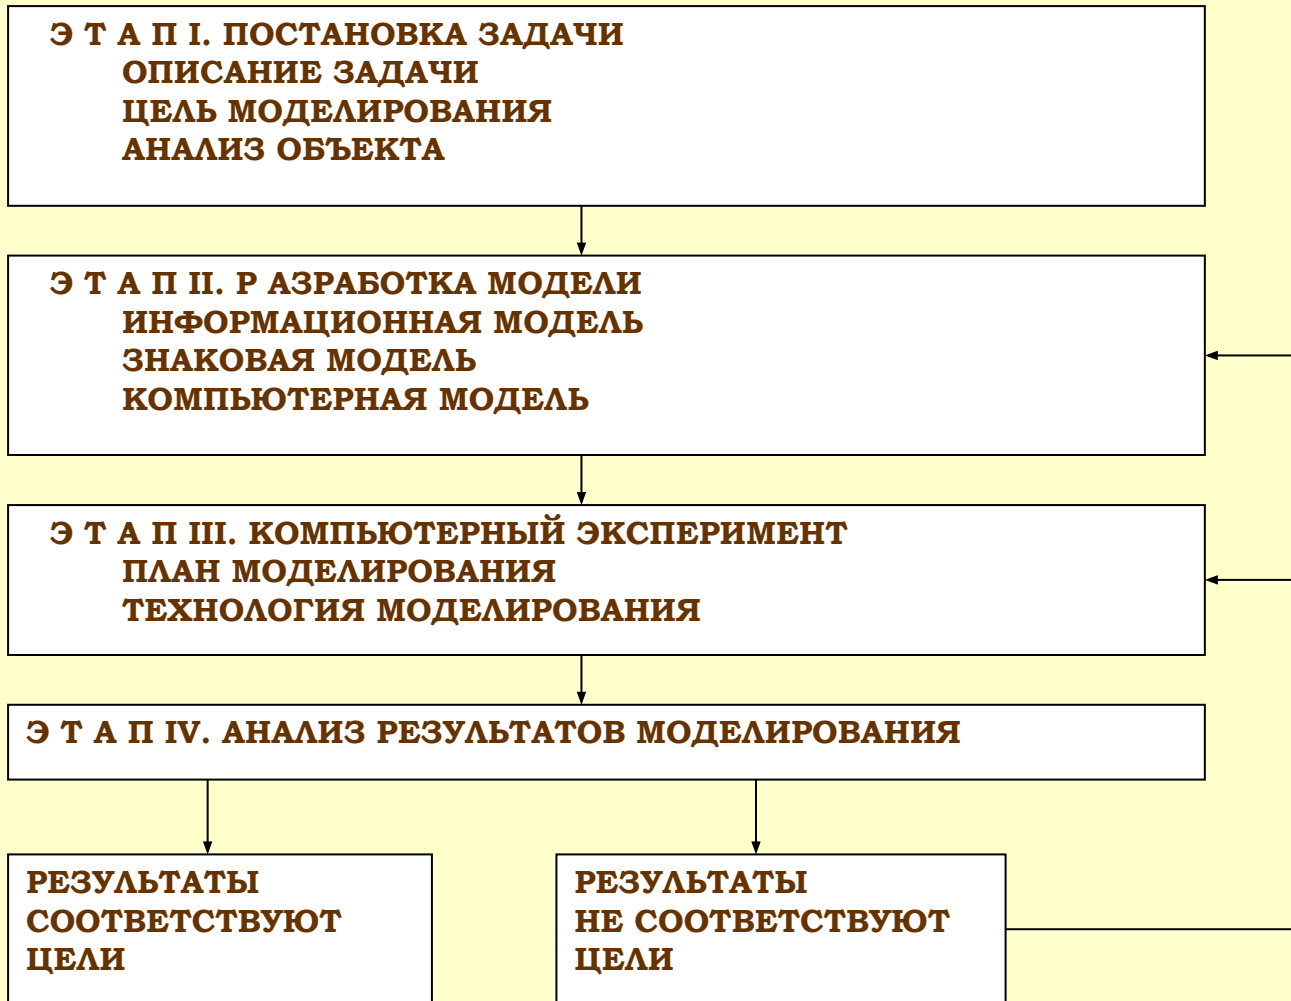 Э Т А П I. ПОСТАНОВКА ЗАДАЧИ
ОПИСАНИЕ ЗАДАЧИ
ЦЕЛЬ МОДЕЛИРОВАНИЯ
АНАЛИЗ ОБЪЕКТА
Э Т А П II. Р АЗРАБОТКА МОДЕЛИ
ИНФОРМАЦИОННАЯ МОДЕЛЬ
ЗНАКОВАЯ МОДЕЛЬ
КОМПЬЮТЕРНАЯ МОДЕЛЬ
Э Т А П III. КОМПЬЮТЕРНЫЙ ЭКСПЕРИМЕНТ
ПЛАН МОДЕЛИРОВАНИЯ
ТЕХНОЛОГИЯ МОДЕЛИРОВАНИЯ
Э Т А П IV. АНАЛИЗ РЕЗУЛЬТАТОВ МОДЕЛИРОВАНИЯ
РЕЗУЛЬТАТЫ
СООТВЕТСТВУЮТ
ЦЕЛИ
РЕЗУЛЬТАТЫ
НЕ СООТВЕТСТВУЮТ
ЦЕЛИ